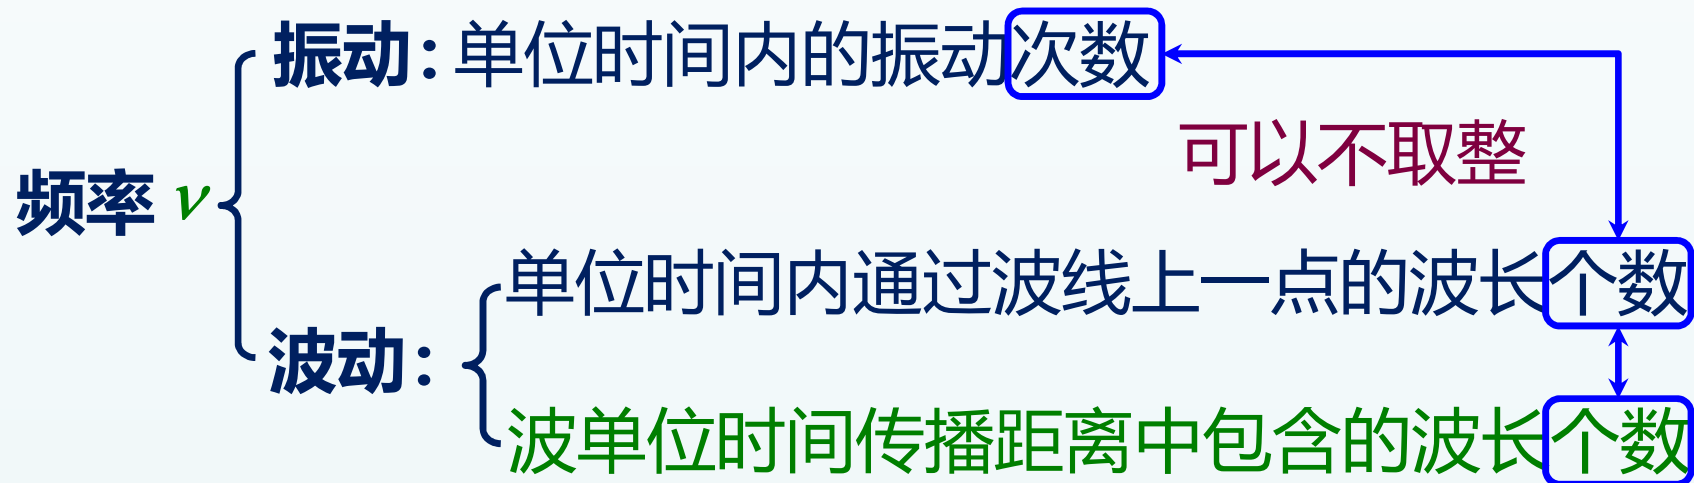 振动：单位时间内的振动次数
可以不取整
频率 ν
单位时间内通过波线上一点的波长个数
波动：
波单位时间传播距离中包含的波长个数